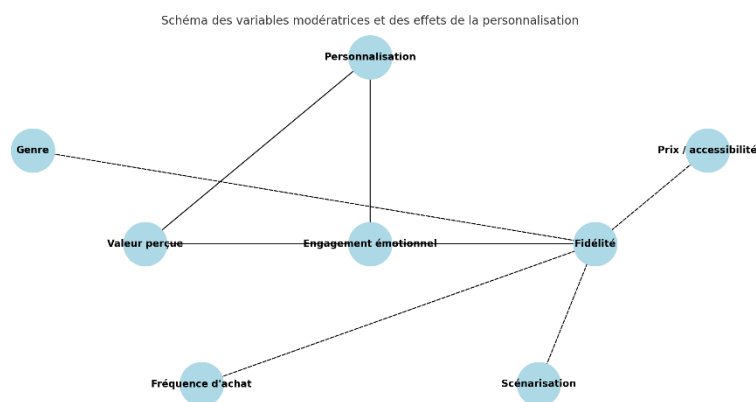 Schéma des variables modératrices et des effets de la personnalisation
Personnalisation
Genre
Prix / accessibilité
Valeur perçue
Engagement émotionnel
Fidélité
Fréquence d'achat
Scénarisation